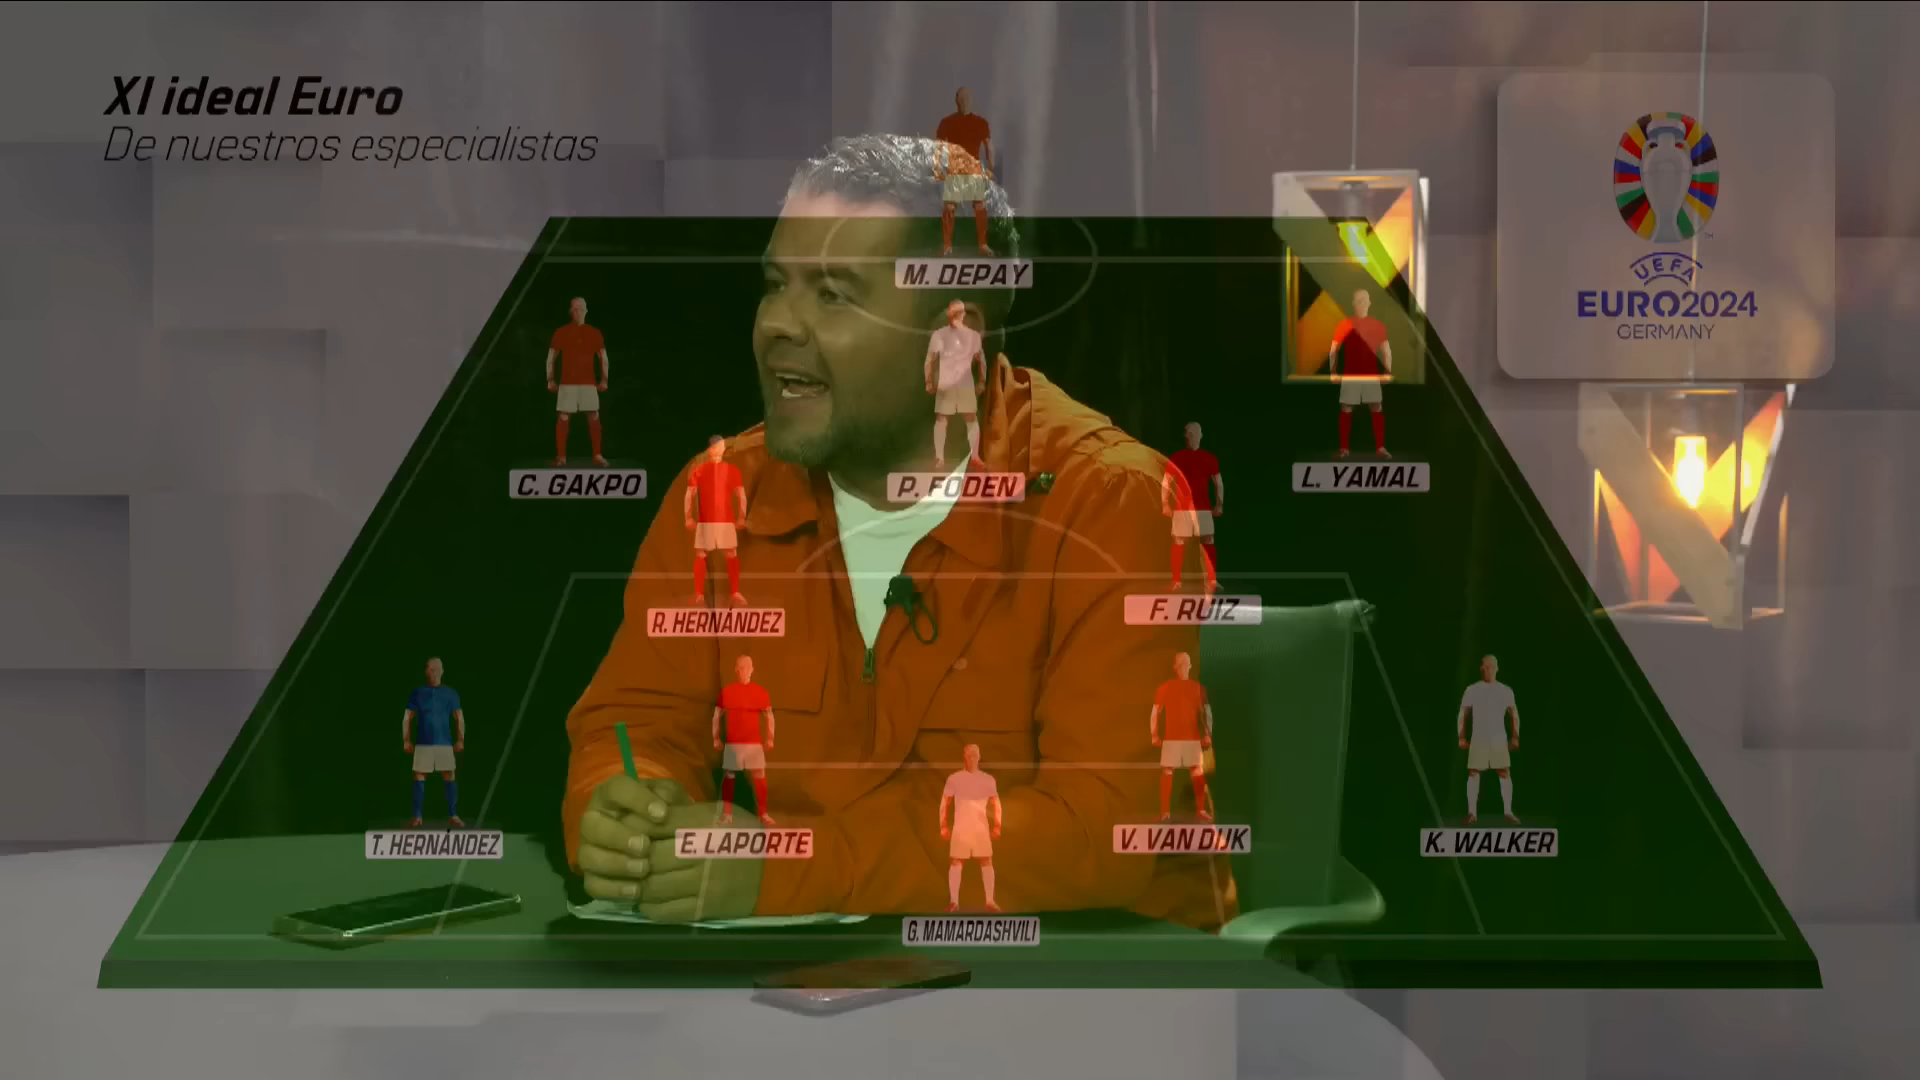 XI ideal Euro
De nuestros especialistas
UEFA
EURO2024
GERMANY
M. DEPAY
C. GAKPO
P. FODEN
L. YAMAL
R. HERNÁNDEZ
F. RUIZ
T. HERNÁNDEZ
E. LAPORTE
V. VAN DIJK
K. WALKER
G. MAMARDASHVILI